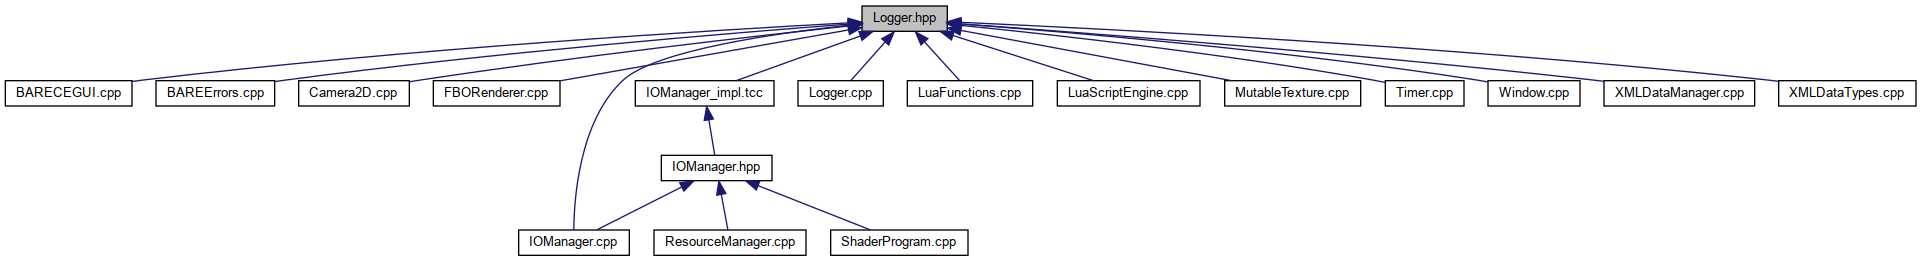 Logger.hpp
BARECEGUI.cpp
BAREErrors.cpp
Camera2D.cpp
FBORenderer.cpp
IOManager_impl.tcc
Logger.cpp
LuaFunctions.cpp
LuaScriptEngine.cpp
MutableTexture.cpp
Timer.cpp
Window.cpp
XMLDataManager.cpp
XMLDataTypes.cpp
IOManager.hpp
IOManager.cpp
ResourceManager.cpp
ShaderProgram.cpp